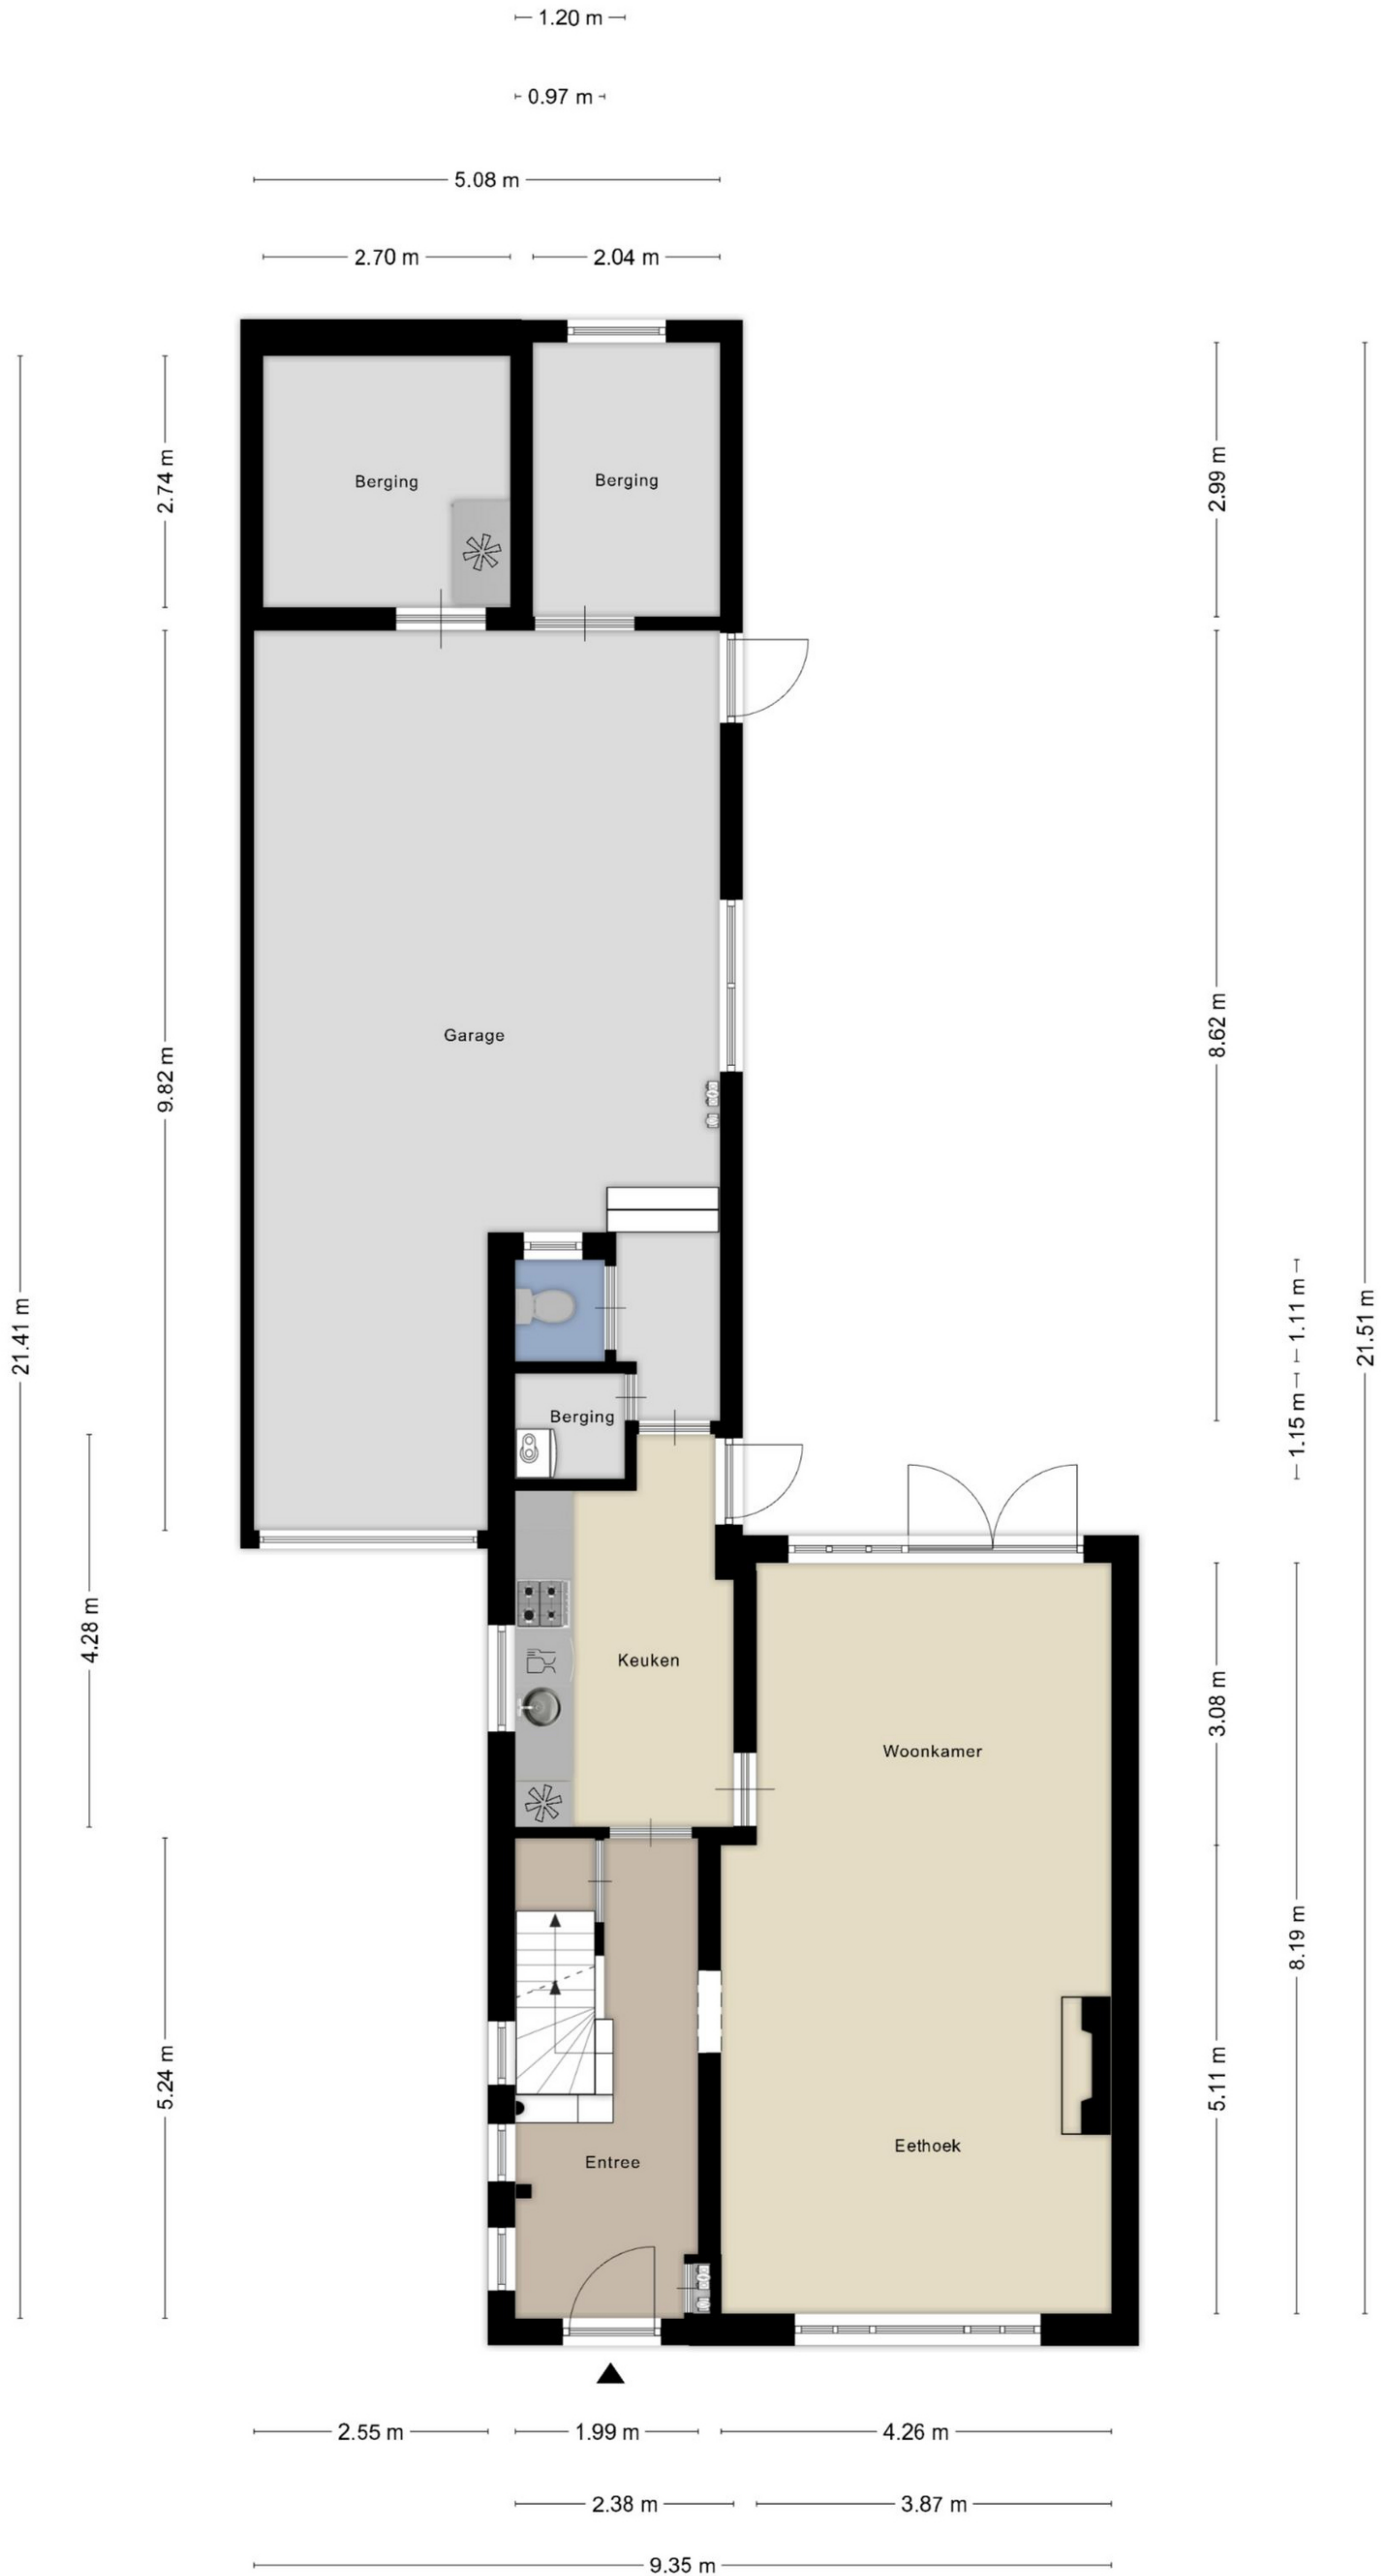 1.20 m
0.97 m
5.08 m
2.70 m
2.04 m
Berging
Berging
2.74 m
2.99 m
Garage
9.82 m
8.62 m
21.41 m
1.11 m
21.51 m
Berging
1.15 m
4.28 m
Keuken
3.08 m
Woonkamer
8.19 m
5.24 m
5.11 m
Eethoek
Entree
2.55 m
1.99 m
4.26 m
2.38 m
3.87 m
9.35 m